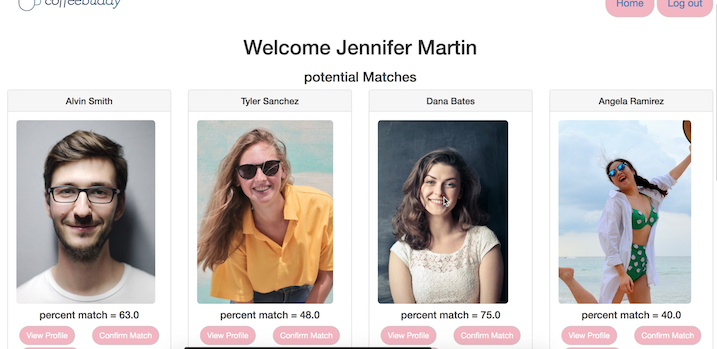 coffeebuddy
Home
Log out
Welcome Jennifer Martin
potential Matches
Alvin Smith
Tyler Sanchez
Dana Bates
Angela Ramirez
percent match = 63.0
percent match = 48.0
percent match = 75.0
percent match = 40.0
View Profile
Confirm Match
View Profile
Confirm Match
View Profile
Confirm Match
View Profile
Confirm Match